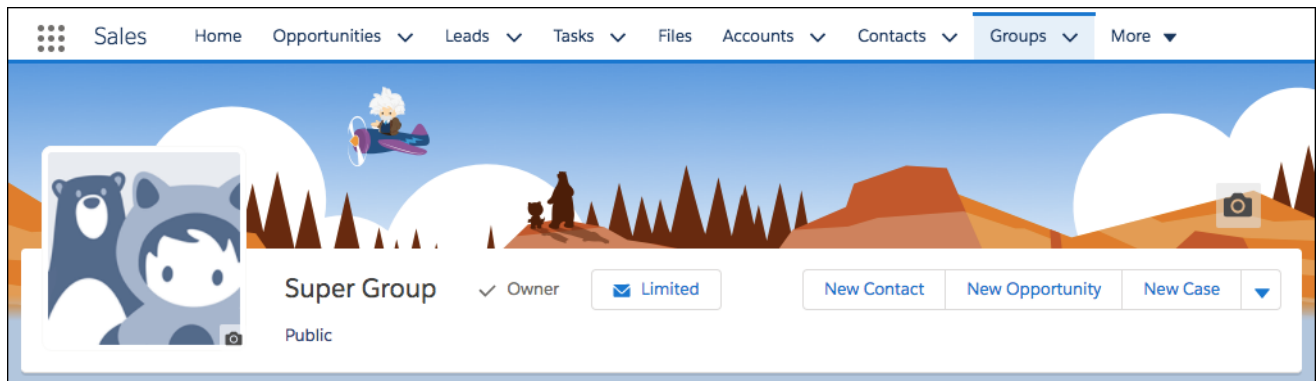 Sales Home Opportunities Leads Tasks Files Accounts Contacts Groups More
Super Group Owner Limited New Contact New Opportunity New Case
Public